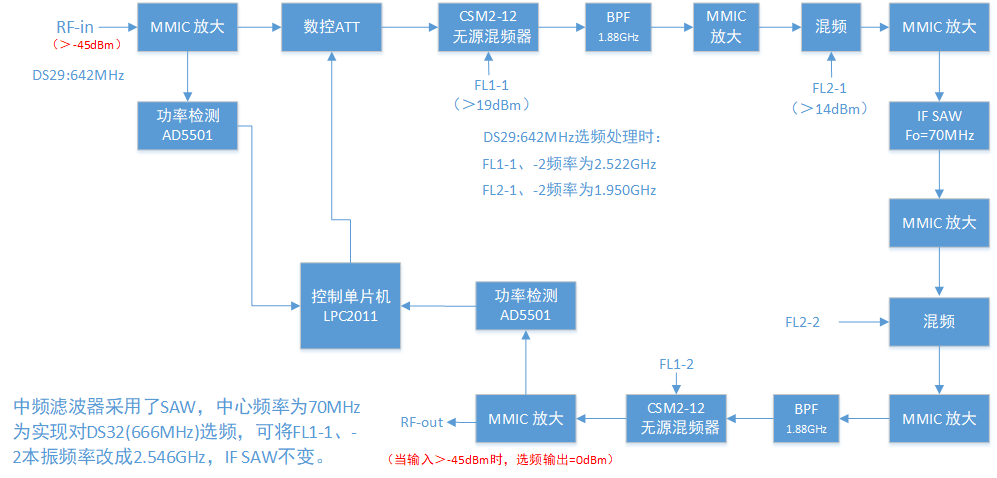 RF-in
（＞-45dBm）
DS29:642MHz
MMIC 放大
数控ATT
CSM2-12
无源混频器
BPF
1.88GHz
MMIC
放大
混频
MMIC 放大
FL1-1
（＞19dBm）
FL2-1
（＞14dBm）
功率检测
AD5501
IF SAW
Fo=70MHz
DS29:642MHz选频处理时：
FL1-1、-2频率为2.522GHz
FL2-1、-2频率为1.950GHz
MMIC 放大
控制单片机
LPC2011
功率检测
AD5501
FL2-2
混频
FL1-2
RF-out
MMIC 放大
CSM2-12
无源混频器
BPF
1.88GHz
MMIC 放大
（当输入＞-45dBm时，选频输出=0dBm）
中频滤波器采用了SAW，中心频率为70MHz
为实现对DS32(666MHz)选频，可将FL1-1、-
2本振频率改成2.546GHz，IF SAW不变。